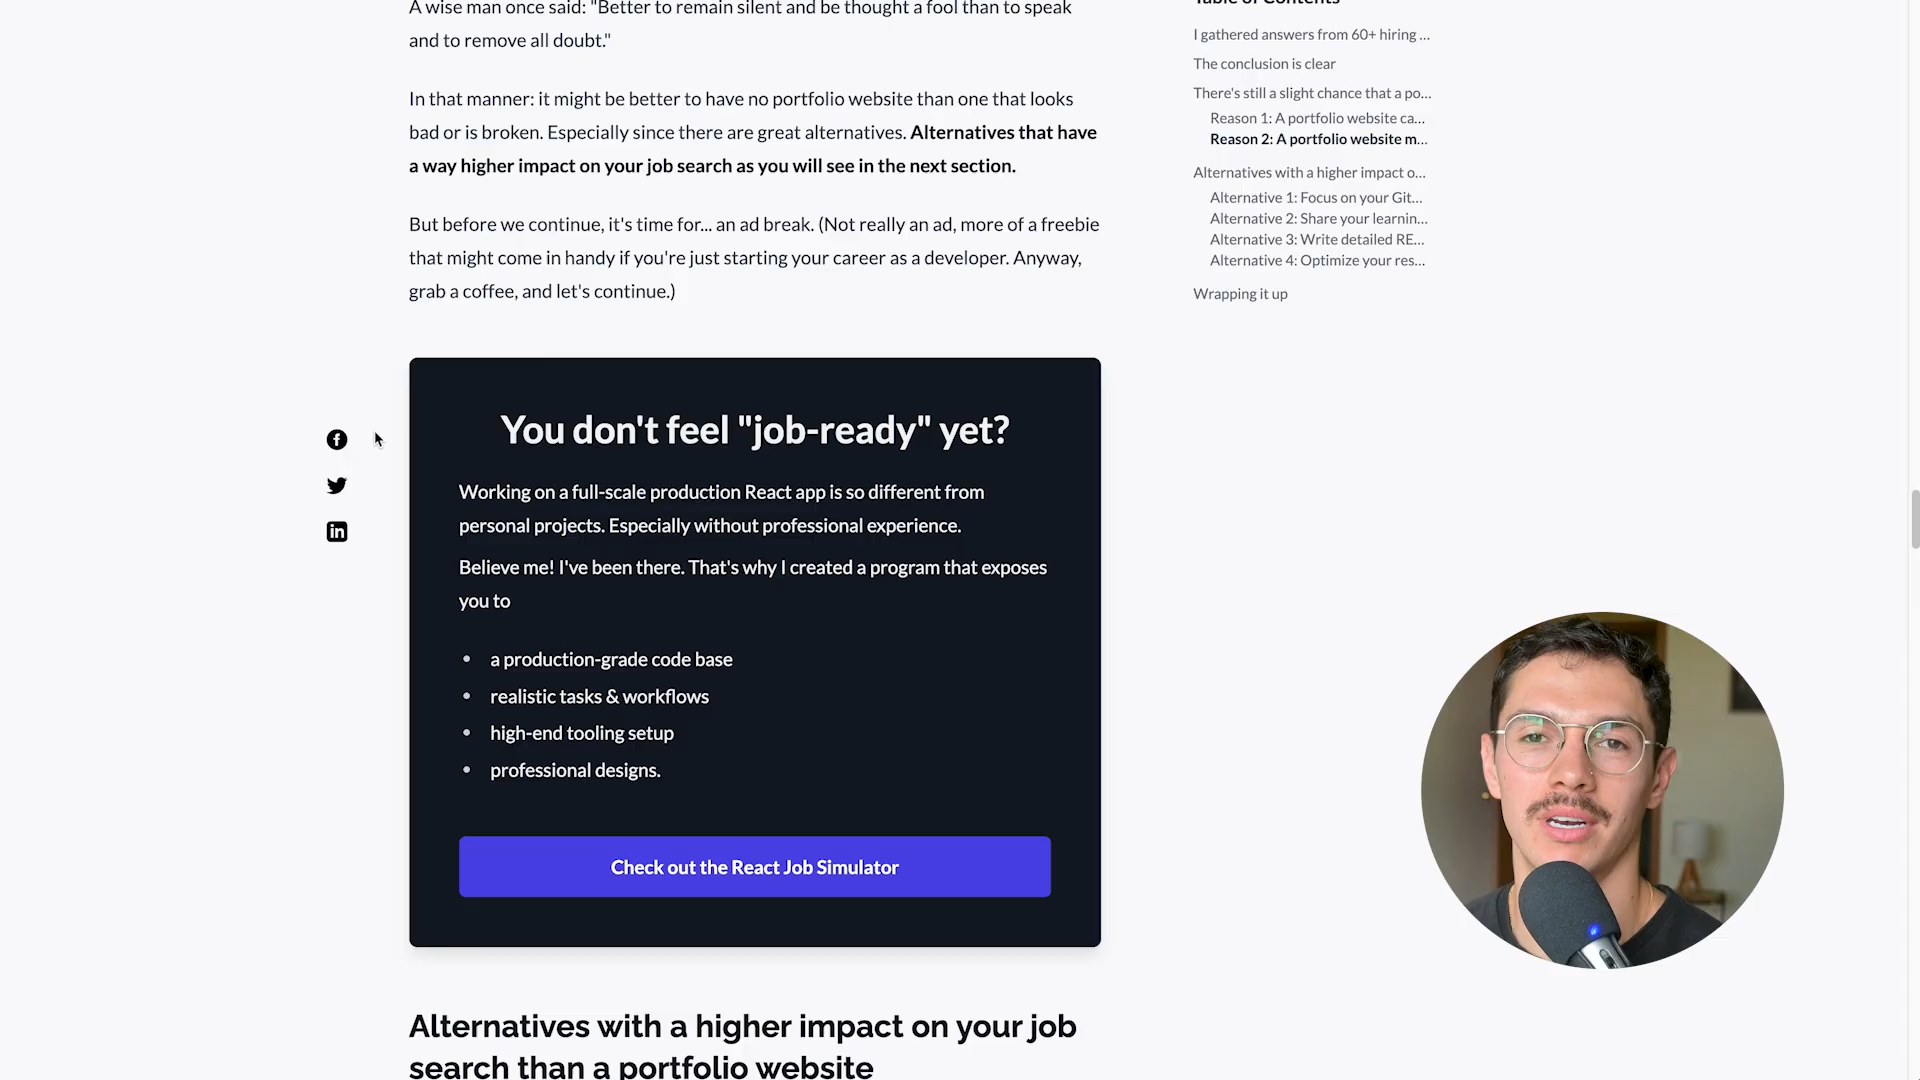 A wise man once said: "Better to remain silent and be thought a fool than to speak
and to remove all doubt."
In that manner: it might be better to have no portfolio website than one that looks
bad or is broken. Especially since there are great alternatives. Alternatives that have
a way higher impact on your job search as you will see in the next section.
But before we continue, it's time for... an ad break. (Not really an ad, more of a freebie
that might come in handy if you're just starting your career as a developer. Anyway,
grab a coffee, and let's continue.)
You don't feel "job-ready" yet?
Working on a full-scale production React app is so different from
personal projects. Especially without professional experience.
Believe me! I've been there. That's why I created a program that exposes
you to
• a production-grade code base
• realistic tasks & workflows
• high-end tooling setup
• professional designs.
Check out the React Job Simulator
Alternatives with a higher impact on your job
search than a portfolio website
Table of Contents
I gathered answers from 60+ hiring ...
The conclusion is clear
There's still a slight chance that a po...
Reason 1: A portfolio website ca...
Reason 2: A portfolio website m...
Alternatives with a higher impact o...
Alternative 1: Focus on your Git...
Alternative 2: Share your learnin...
Alternative 3: Write detailed RE...
Alternative 4: Optimize your res...
Wrapping it up